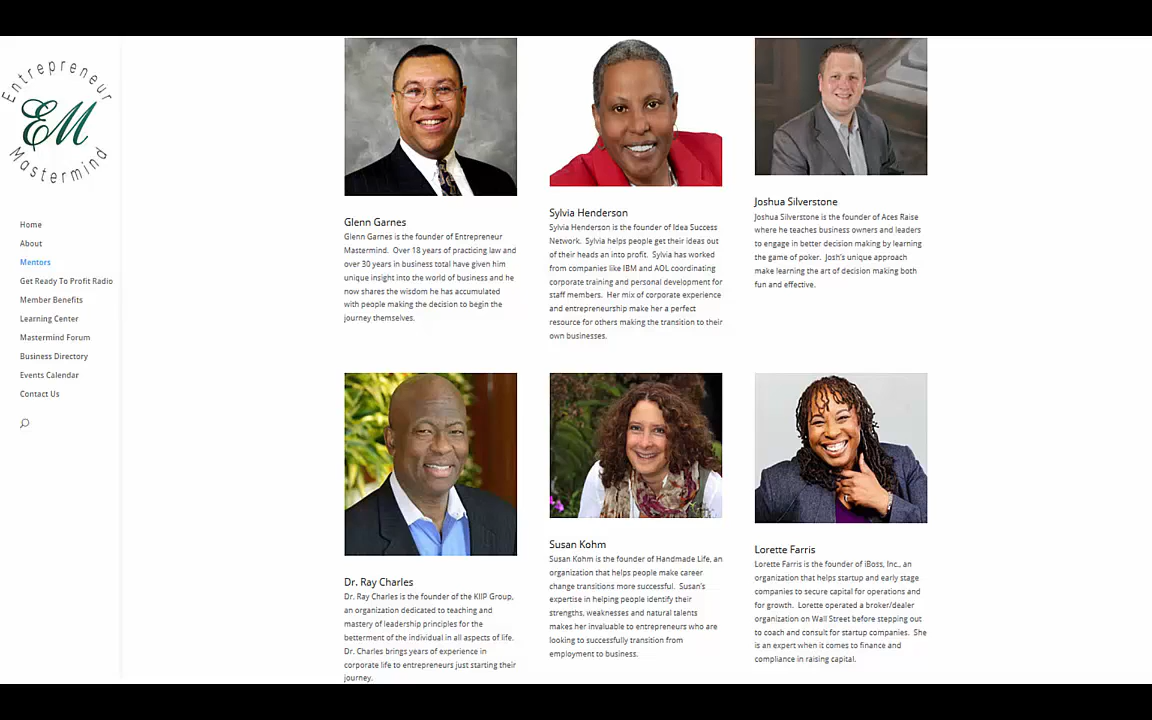 Entrepreneur
EM
Mastermind
Home
About
Mentors
Get Ready To Profit Radio
Member Benefits
Learning Center
Mastermind Forum
Business Directory
Events Calendar
Contact Us
Glenn Garnes
Glenn Garnes is the founder of Entrepreneur
Mastermind. Over 18 years of practicing law and
over 30 years in business total have given him
unique insight into the world of business and he
now shares the wisdom he has accumulated
with people making the decision to begin the
journey themselves.
Sylvia Henderson
Sylvia Henderson is the founder of Idea Success
Network. Sylvia helps people get their ideas out
of their heads an into profit. Sylvia has worked
from companies like IBM and AOL coordinating
corporate training and personal development for
staff members. Her mix of corporate experience
and entrepreneurship make her a perfect
resource for others making the transition to their
own businesses.
Joshua Silverstone
Joshua Silverstone is the founder of Aces Raise
where he teaches business owners and leaders
to engage in better decision making by learning
the game of poker. Josh's unique approach
make learning the art of decision making both
fun and effective.
Dr. Ray Charles
Dr. Ray Charles is the founder of the KIIP Group,
an organization dedicated to teaching and
mastery of leadership principles for the
betterment of the individual in all aspects of life.
Dr. Charles brings years of experience in
corporate life to entrepreneurs just starting their
journey.
Susan Kohm
Susan Kohm is the founder of Handmade Life, an
organization that helps people make career
change transitions more successful. Susan's
expertise in helping people identify their
strengths, weaknesses and natural talents
makes her invaluable to entrepreneurs who are
looking to successfully transition from
employment to business.
Lorette Farris
Lorette Farris is the founder of iBoss, Inc., an
organization that helps startup and early stage
companies to secure capital for operations and
for growth. Lorette operated a broker/dealer
organization on Wall Street before stepping out
to coach and consult for startup companies. She
is an expert when it comes to finance and
compliance in raising capital.